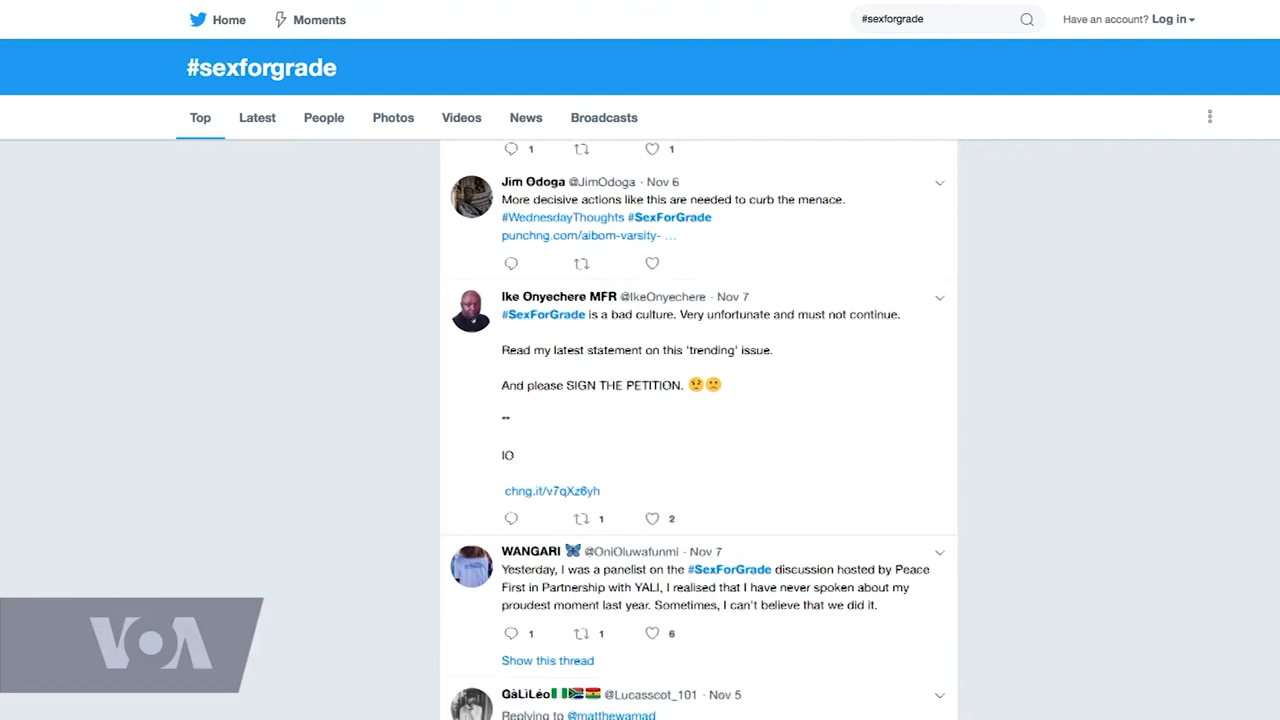 Home Moments #sexforgrade Have an account? Log in
#sexforgrade
Top Latest People Photos Videos News Broadcasts
1 1
Jim Odoga @JimOdoga · Nov 6
More decisive actions like this are needed to curb the menace.
#WednesdayThoughts #SexForGrade
punchng.com/aibom-varsity- …
Ike Onyechere MFR @IkeOnyechere · Nov 7
#SexForGrade is a bad culture. Very unfortunate and must not continue.
Read my latest statement on this 'trending' issue.
And please SIGN THE PETITION. 🤨🙁
--
IO
chng.it/v7qXz6yh
1 2
WANGARI 🦋 @OniOluwafunmi · Nov 7
Yesterday, I was a panelist on the #SexForGrade discussion hosted by Peace
First in Partnership with YALI, I realised that I have never spoken about my
proudest moment last year. Sometimes, I can't believe that we did it.
1 1 6
Show this thread
VOA
GàLiLéo🇳🇬🇿🇦🇬🇭 @Lucasscot_101 · Nov 5
Replying to @matthewamad